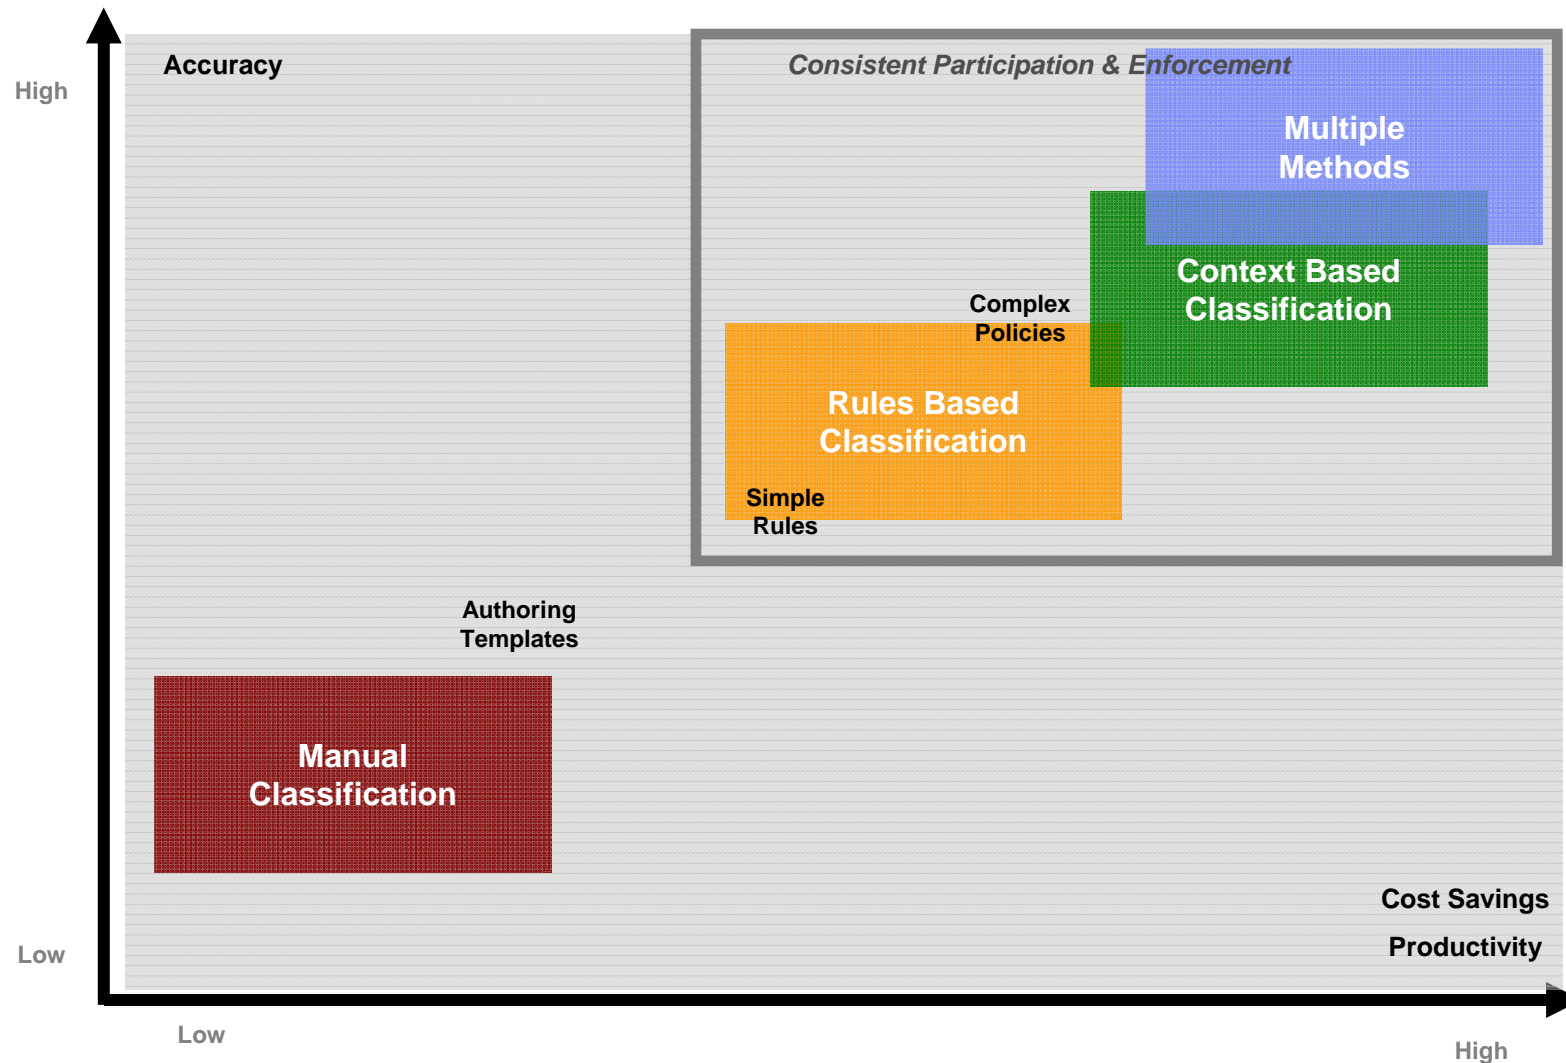 Accuracy
Consistent Participation & Enforcement
High
Multiple
Methods
Context Based
Classification
Complex
Policies
Rules Based
Classification
Simple
Rules
Authoring
Templates
Manual
Classification
Cost Savings
Productivity
Low
Low
High